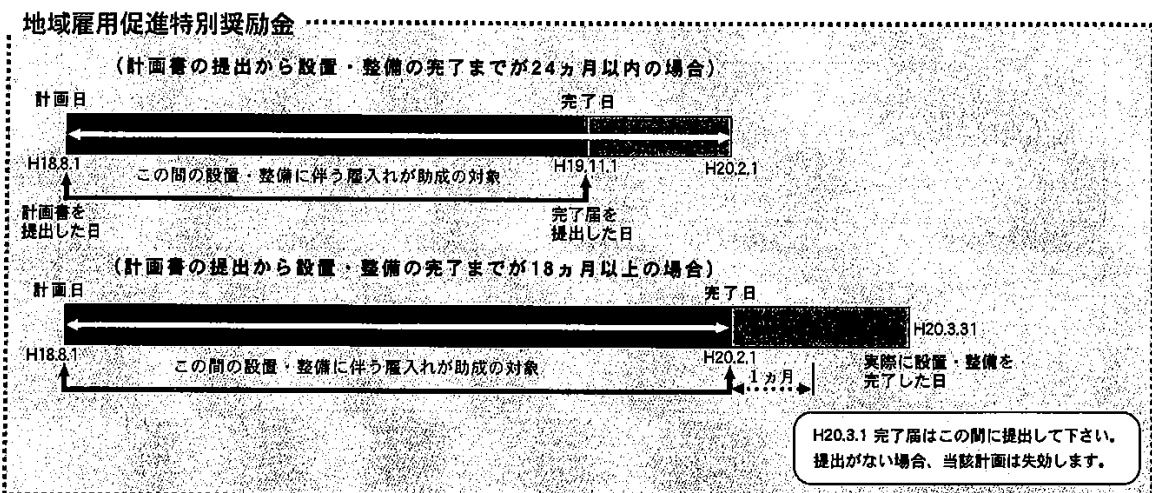 地域雇用促進特別奨励金
(計画書の提出から設置・整備の完了までが24ヵ月以内の場合)
計画日
完了日
H18.8.1
この間の設置・整備に伴う雇入れが助成の対象
H19.11.1
H20.2.1
計画書を
提出した日
完了届を
提出した日
(計画書の提出から設置・整備の完了までが18ヵ月以上の場合)
計画日
完了日
H20.3.31
H18.8.1
この間の設置・整備に伴う雇入れが助成の対象
H20.2.1
1ヵ月
実際に設置・整備を
完了した日
H20.3.1 完了届はこの間に提出して下さい。
提出がない場合、当該計画は失効します。